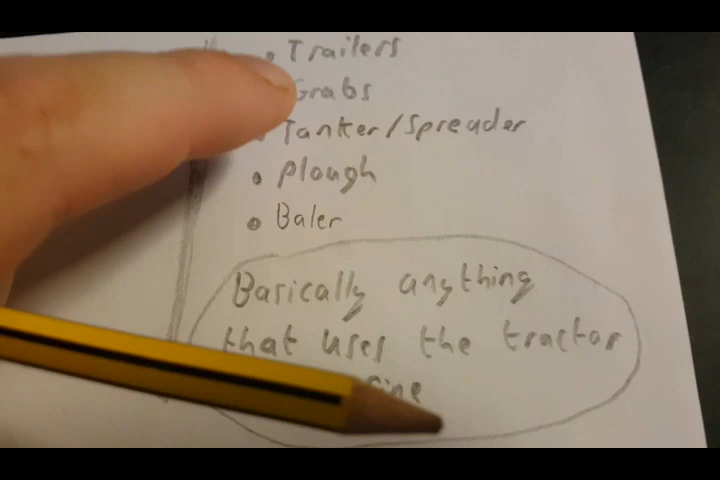 • Trailers
Grabs
• Tanker/Spreader
• Plough
• Baler
Basically anything
that uses the tractor